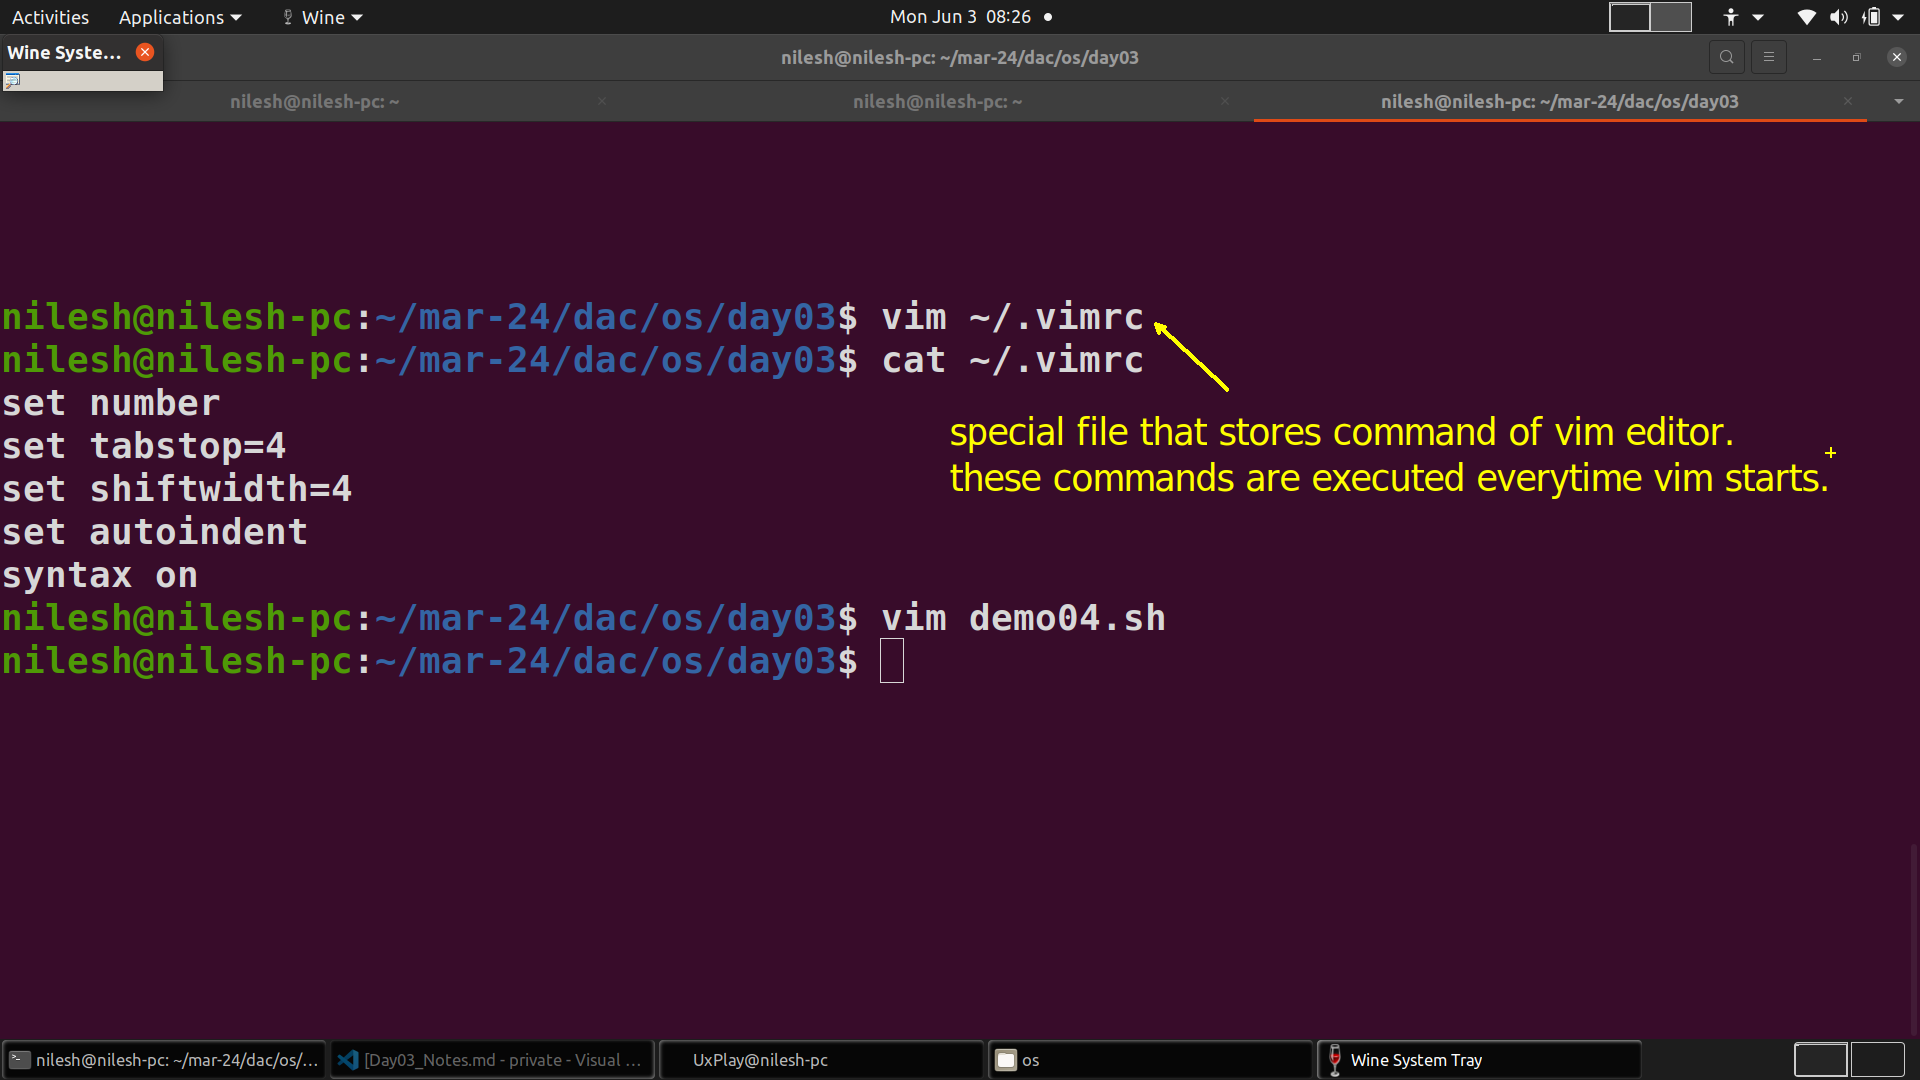 Activities Applications Wine Mon Jun 3 08:26
Wine Syste...
nilesh@nilesh-pc: ~/mar-24/dac/os/day03
nilesh@nilesh-pc: ~ nilesh@nilesh-pc: ~ nilesh@nilesh-pc: ~/mar-24/dac/os/day03
nilesh@nilesh-pc:~/mar-24/dac/os/day03$ vim ~/.vimrc
nilesh@nilesh-pc:~/mar-24/dac/os/day03$ cat ~/.vimrc
set number
set tabstop=4
set shiftwidth=4
set autoindent
syntax on
special file that stores command of vim editor.
these commands are executed everytime vim starts.
nilesh@nilesh-pc:~/mar-24/dac/os/day03$ vim demo04.sh
nilesh@nilesh-pc:~/mar-24/dac/os/day03$
nilesh@nilesh-pc: ~/mar-24/dac/os/... [Day03_Notes.md - private - Visual ... UxPlay@nilesh-pc os Wine System Tray